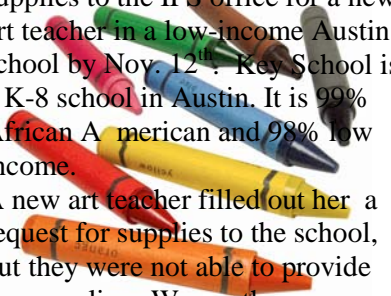 supplies to the IPS office for a new
art teacher in a low-income Austin
school by Nov. 12th. Key School is
K-8 school in Austin. It is 99%
African A merican and 98% low
income.
A new art teacher filled out her a
request for supplies to the school,
but they were not able to provide
yellow
orange